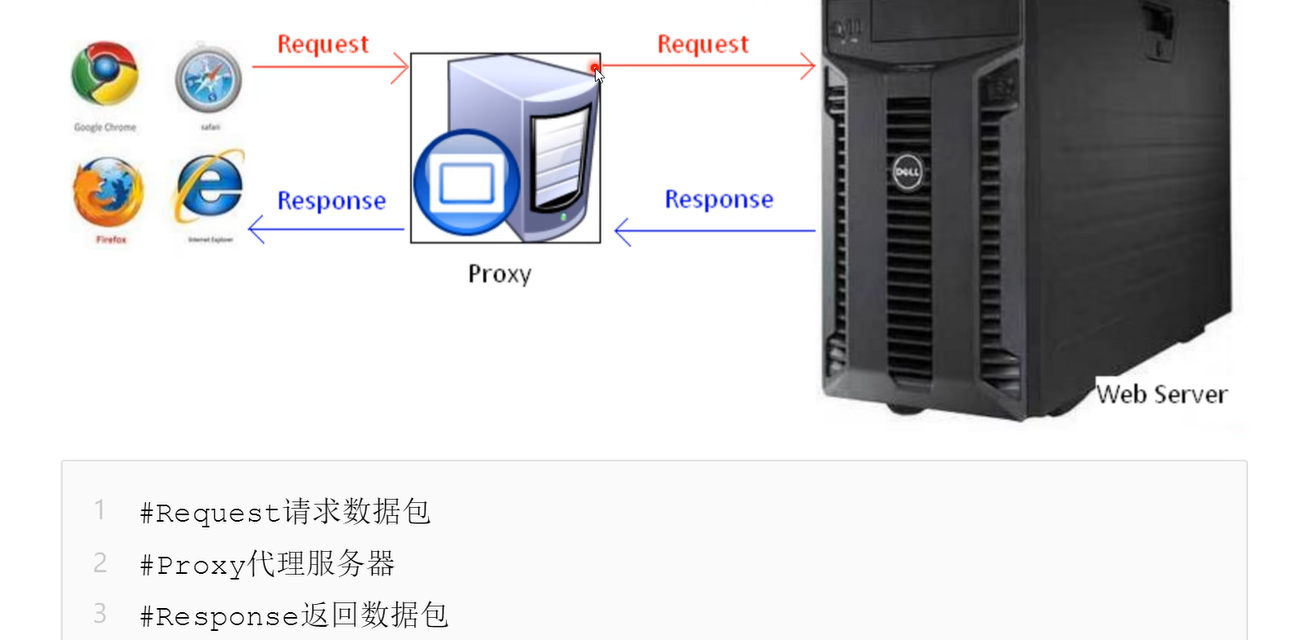 Request
Request
Google Chrome
safari
DELL
Response
Response
Firefox
Internet Explorer
Proxy
Web Server
1 #Request请求数据包
2 #Proxy代理服务器
3 #Response返回数据包